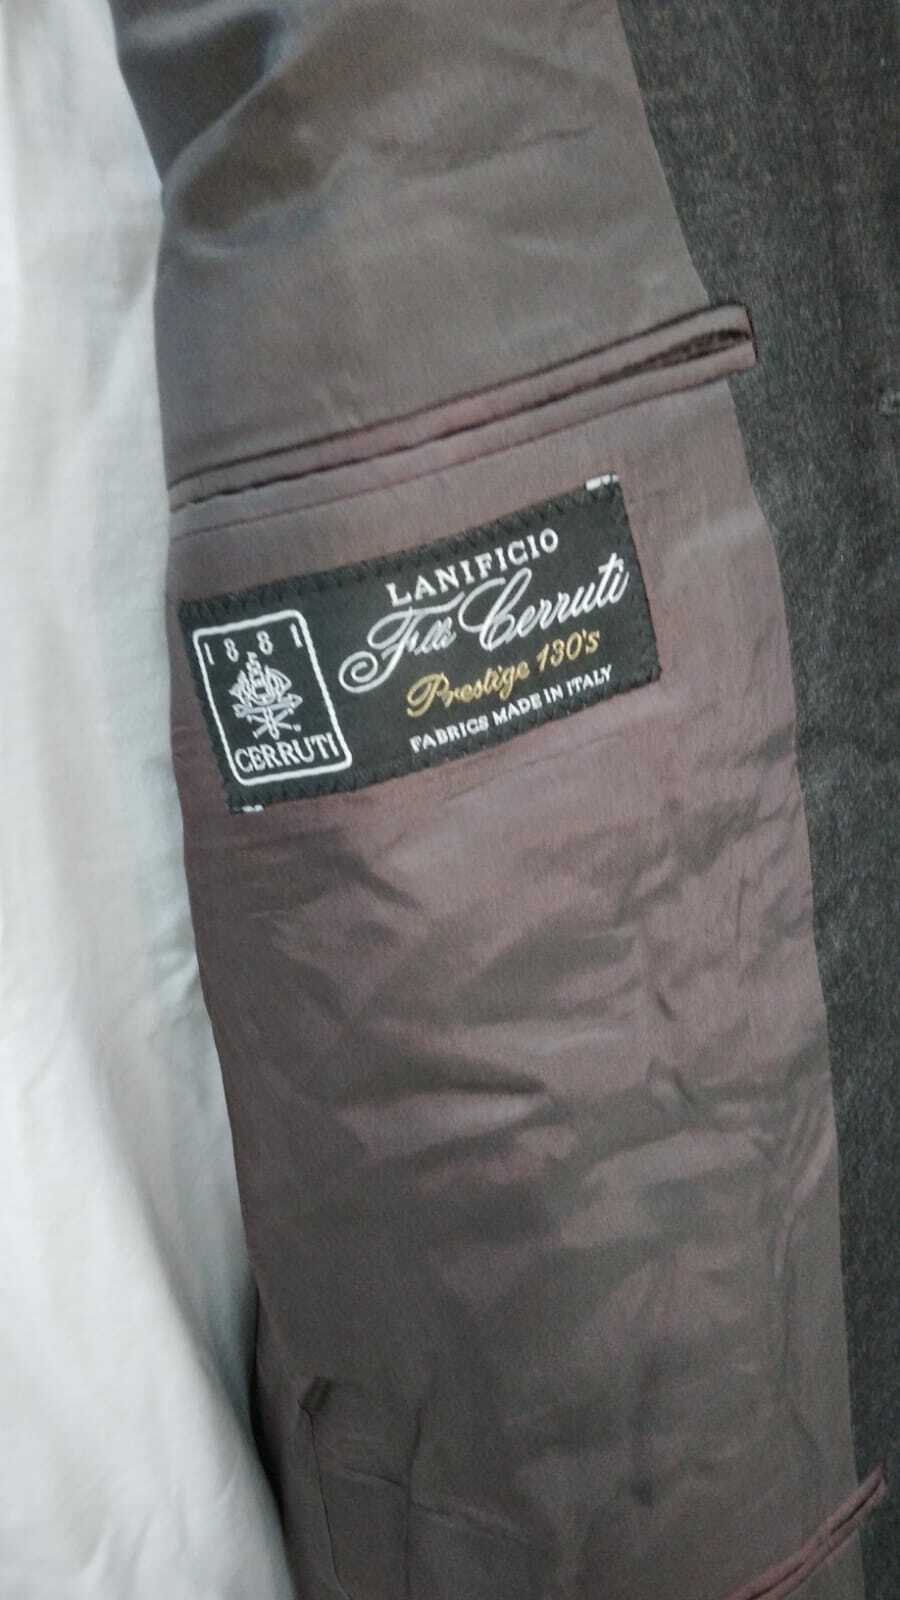 1881
CERRUTI
LANIFICIO
F.lli Cerruti
Prestige 130's
FABRICS MADE IN ITALY